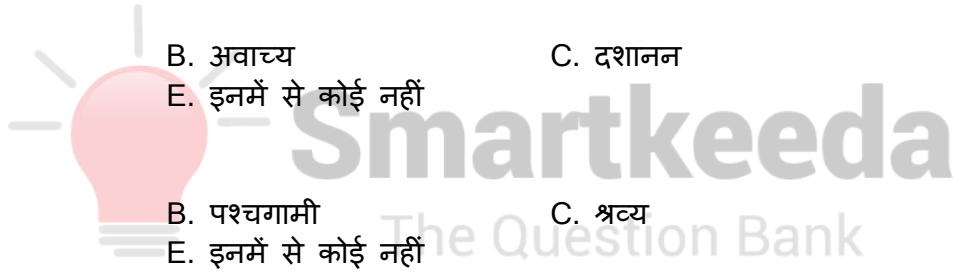 B. अवाच्य C. दशानन
E. इनमें से कोई नहीं
Smartkeeda
B. पश्चगामी C. श्रव्य
The Question Bank
E. इनमें से कोई नहीं